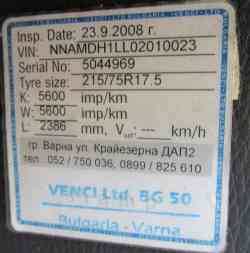 Insp. Date: 23.9 2008 г.
VIN: NNAMDH1LL02010023
Serial No: 5044969
Tyre size: 215/75R17.5
K: 5600 imp/km
W: 5600 imp/km
L: 2386 mm, V set: --- km/h
гр. Варна ул. Крайезерна ДАП2
тел. 052 / 750 036, 0899 / 825 610
VENCI Ltd. BG 50
Bulgaria - Varna